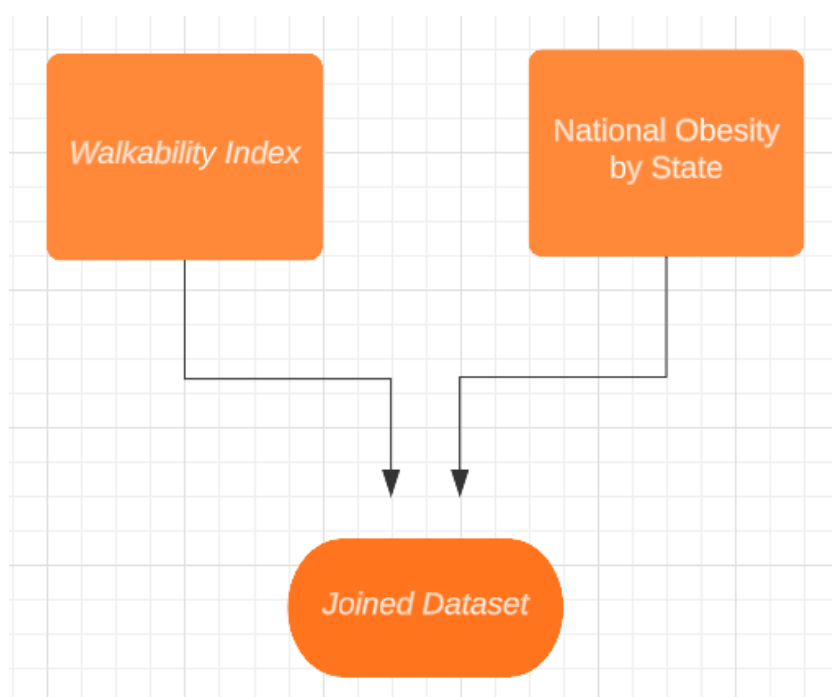 Walkability Index
National Obesity
by State
Joined Dataset